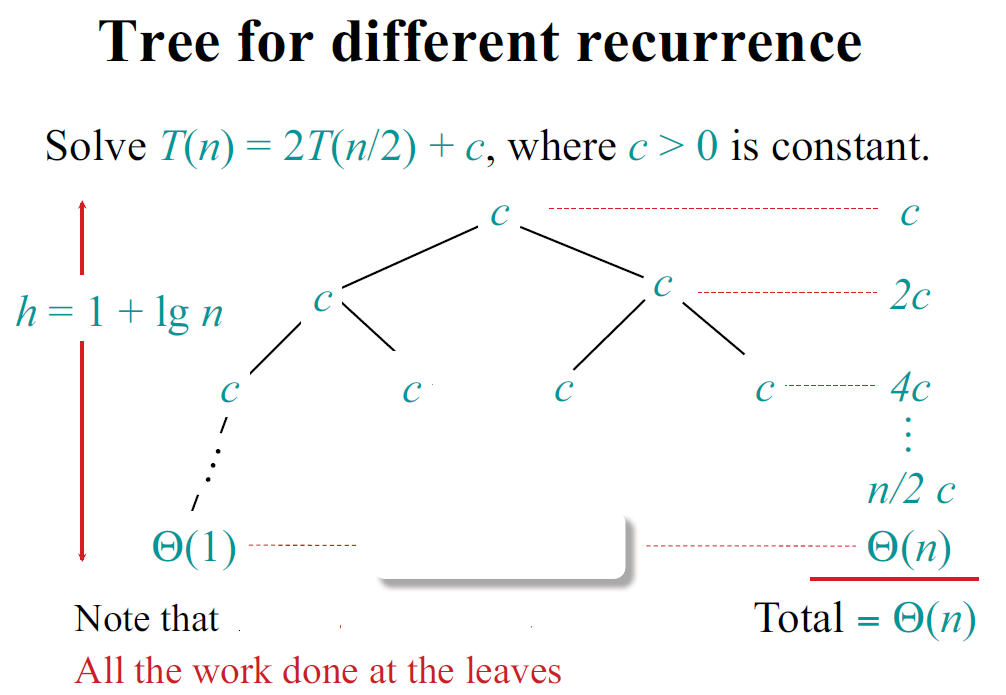 Tree for different recurrence
Solve T(n) = 2T(n/2) + c, where c > 0 is constant.
c c
h = 1 + lg n c c 2c
c c c c 4c
n/2 c
Θ(1) Θ(n)
Note that Total = Θ(n)
All the work done at the leaves